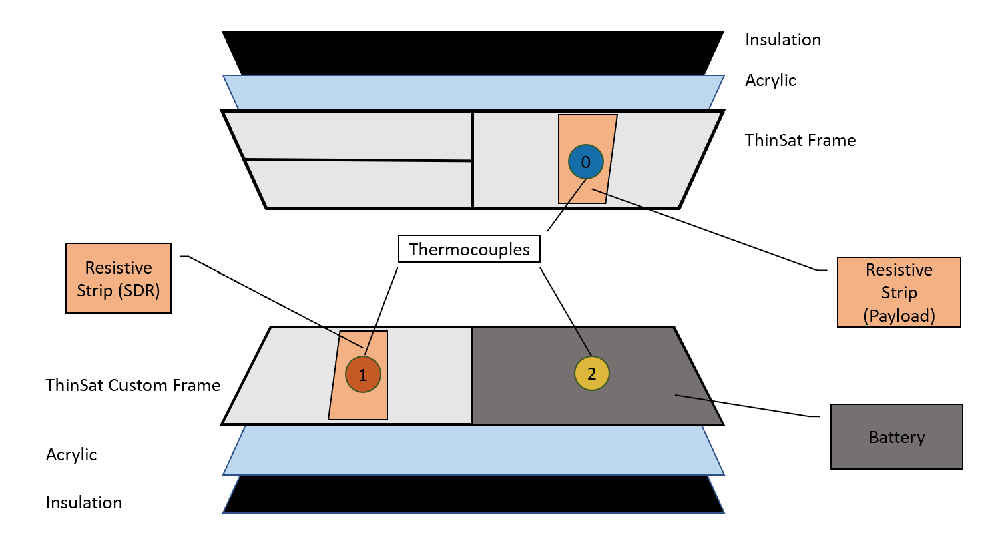 Insulation
Acrylic
ThinSat Frame
0
Thermocouples
Resistive
Strip (SDR)
Resistive
Strip
(Payload)
1
2
ThinSat Custom Frame
Battery
Acrylic
Insulation